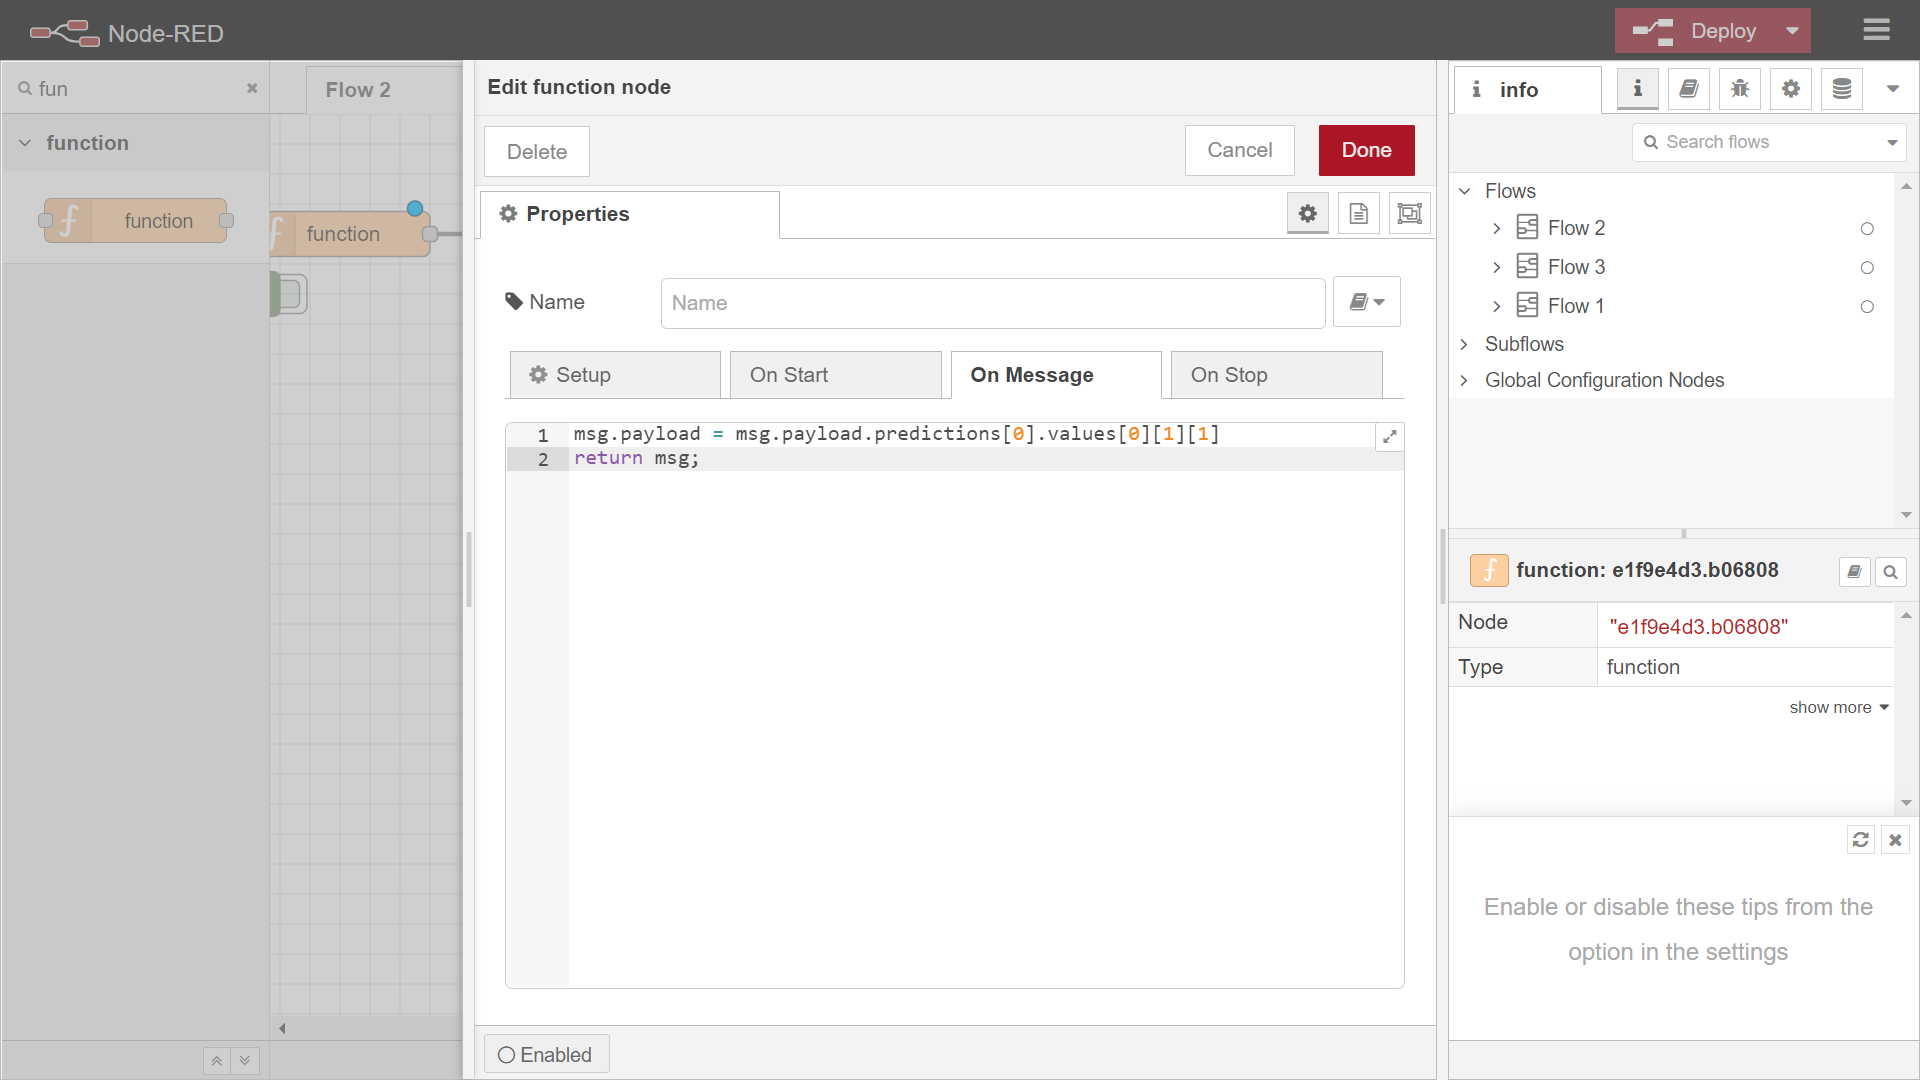 Node-RED
Deploy
fun
function
function
Flow 2
function
Edit function node
Delete
Cancel
Done
Properties
Name
Name
Setup
On Start
On Message
On Stop
1 msg.payload = msg.payload.predictions[0].values[0][1][1]
2 return msg;
Enabled
i info
i
Search flows
Flows
Flow 2
Flow 3
Flow 1
Subflows
Global Configuration Nodes
function: e1f9e4d3.b06808
Node "e1f9e4d3.b06808"
Type function
show more
Enable or disable these tips from the
option in the settings